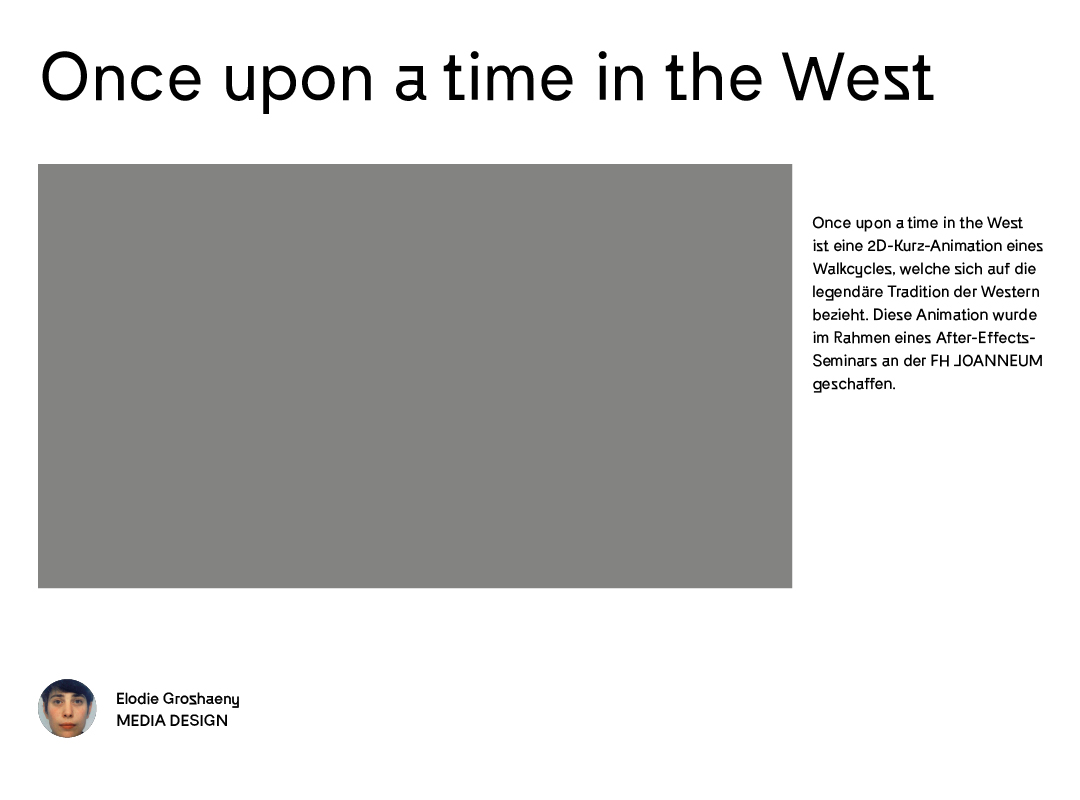 Once upon a time in the West
Once upon a time in the West
ist eine 2D-Kurz-Animation eines
Walkcycles, welche sich auf die
legendäre Tradition der Western
bezieht. Diese Animation wurde
im Rahmen eines After-Effects-
Seminars an der FH JOANNEUM
geschaffen.
Elodie Groshaeny
MEDIA DESIGN